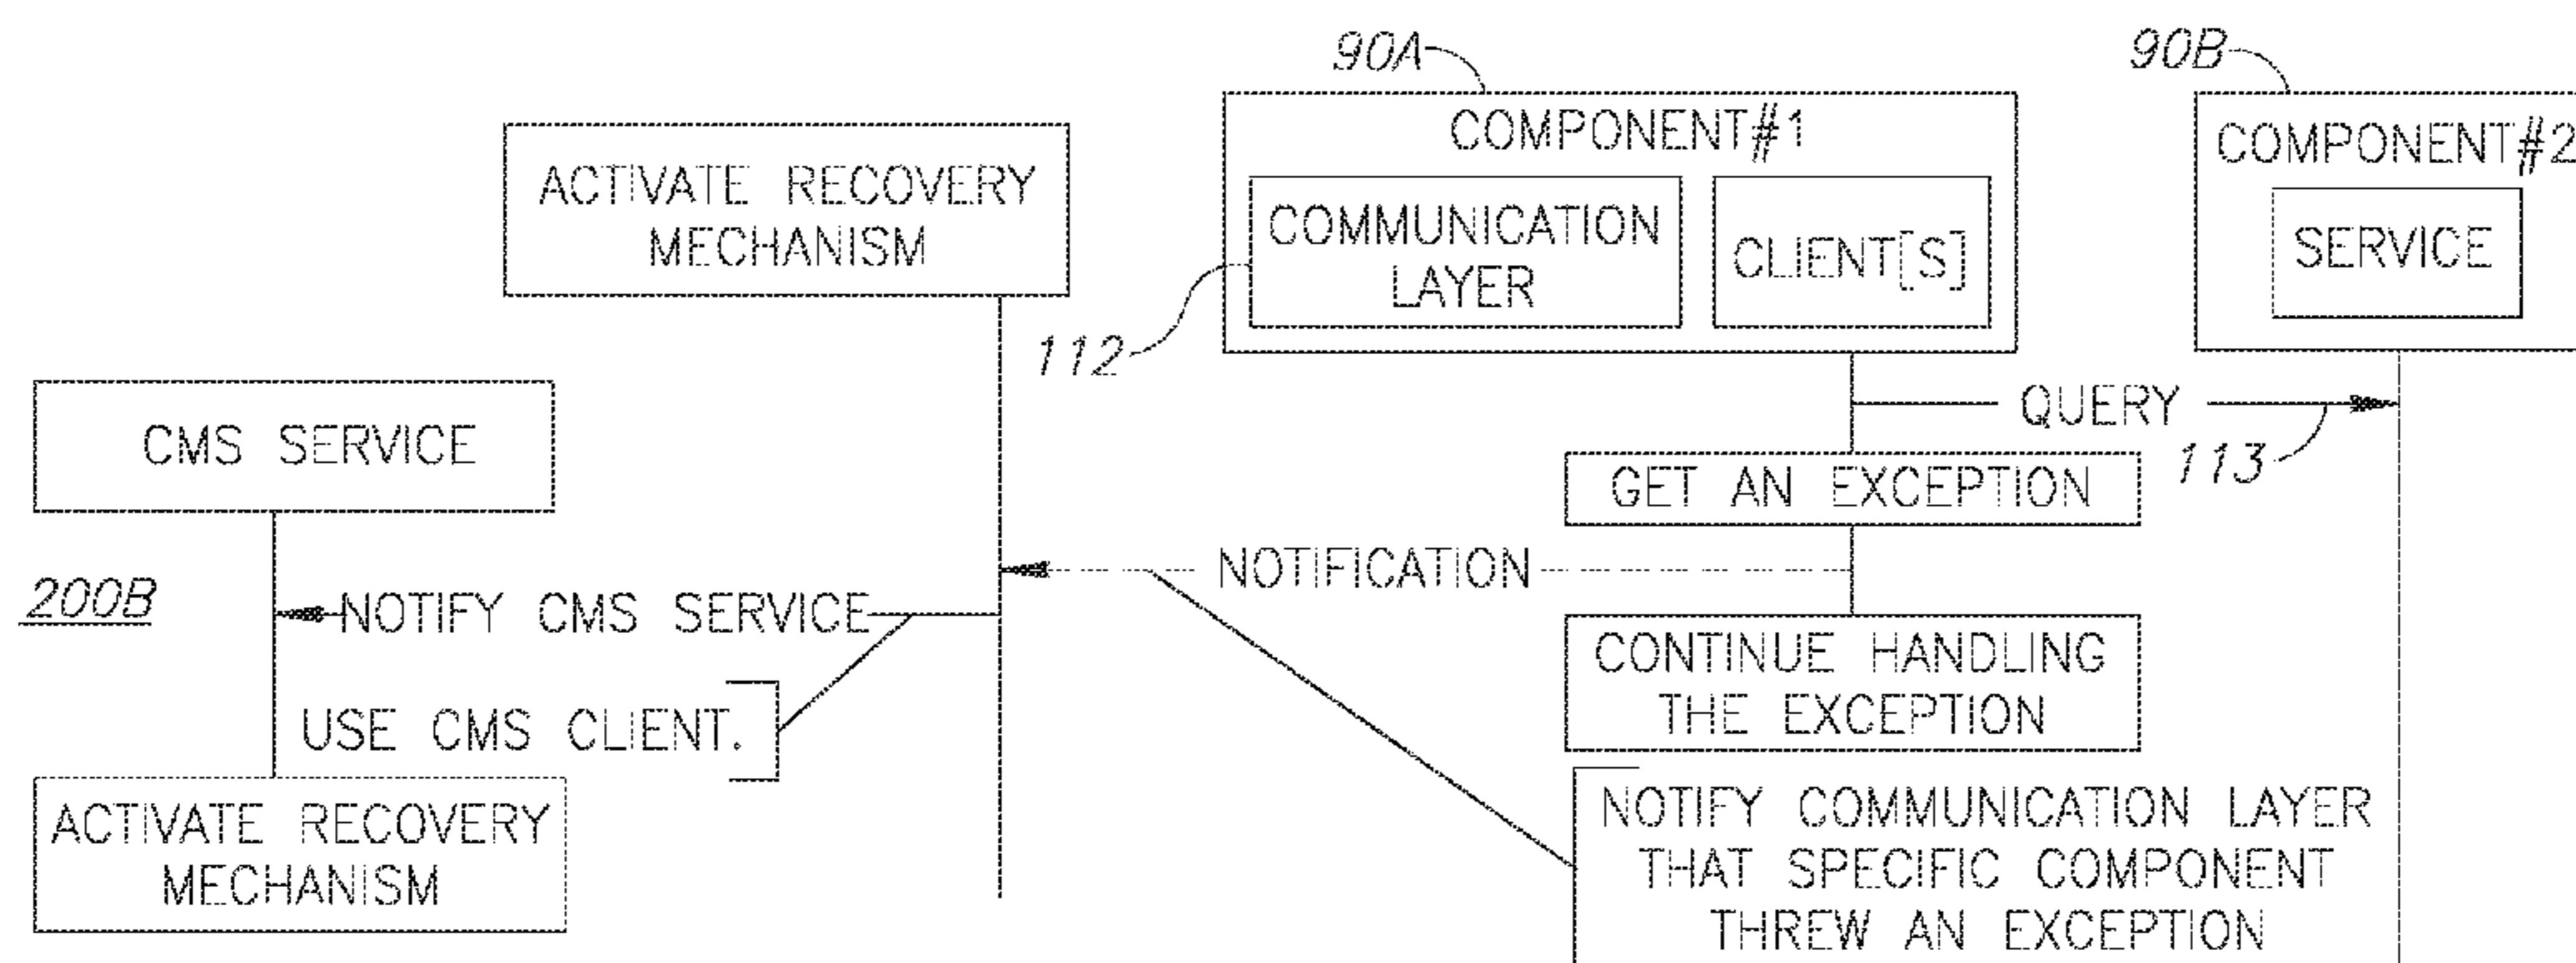 90A
90B
COMPONENT#1
COMPONENT#2
ACTIVATE RECOVERY
MECHANISM
COMMUNICATION
LAYER
CLIENT[S]
SERVICE
112
QUERY
113
CMS SERVICE
GET AN EXCEPTION
NOTIFICATION
200B
NOTIFY CMS SERVICE
CONTINUE HANDLING
THE EXCEPTION
USE CMS CLIENT.
ACTIVATE RECOVERY
MECHANISM
NOTIFY COMMUNICATION LAYER
THAT SPECIFIC COMPONENT
THREW AN EXCEPTION